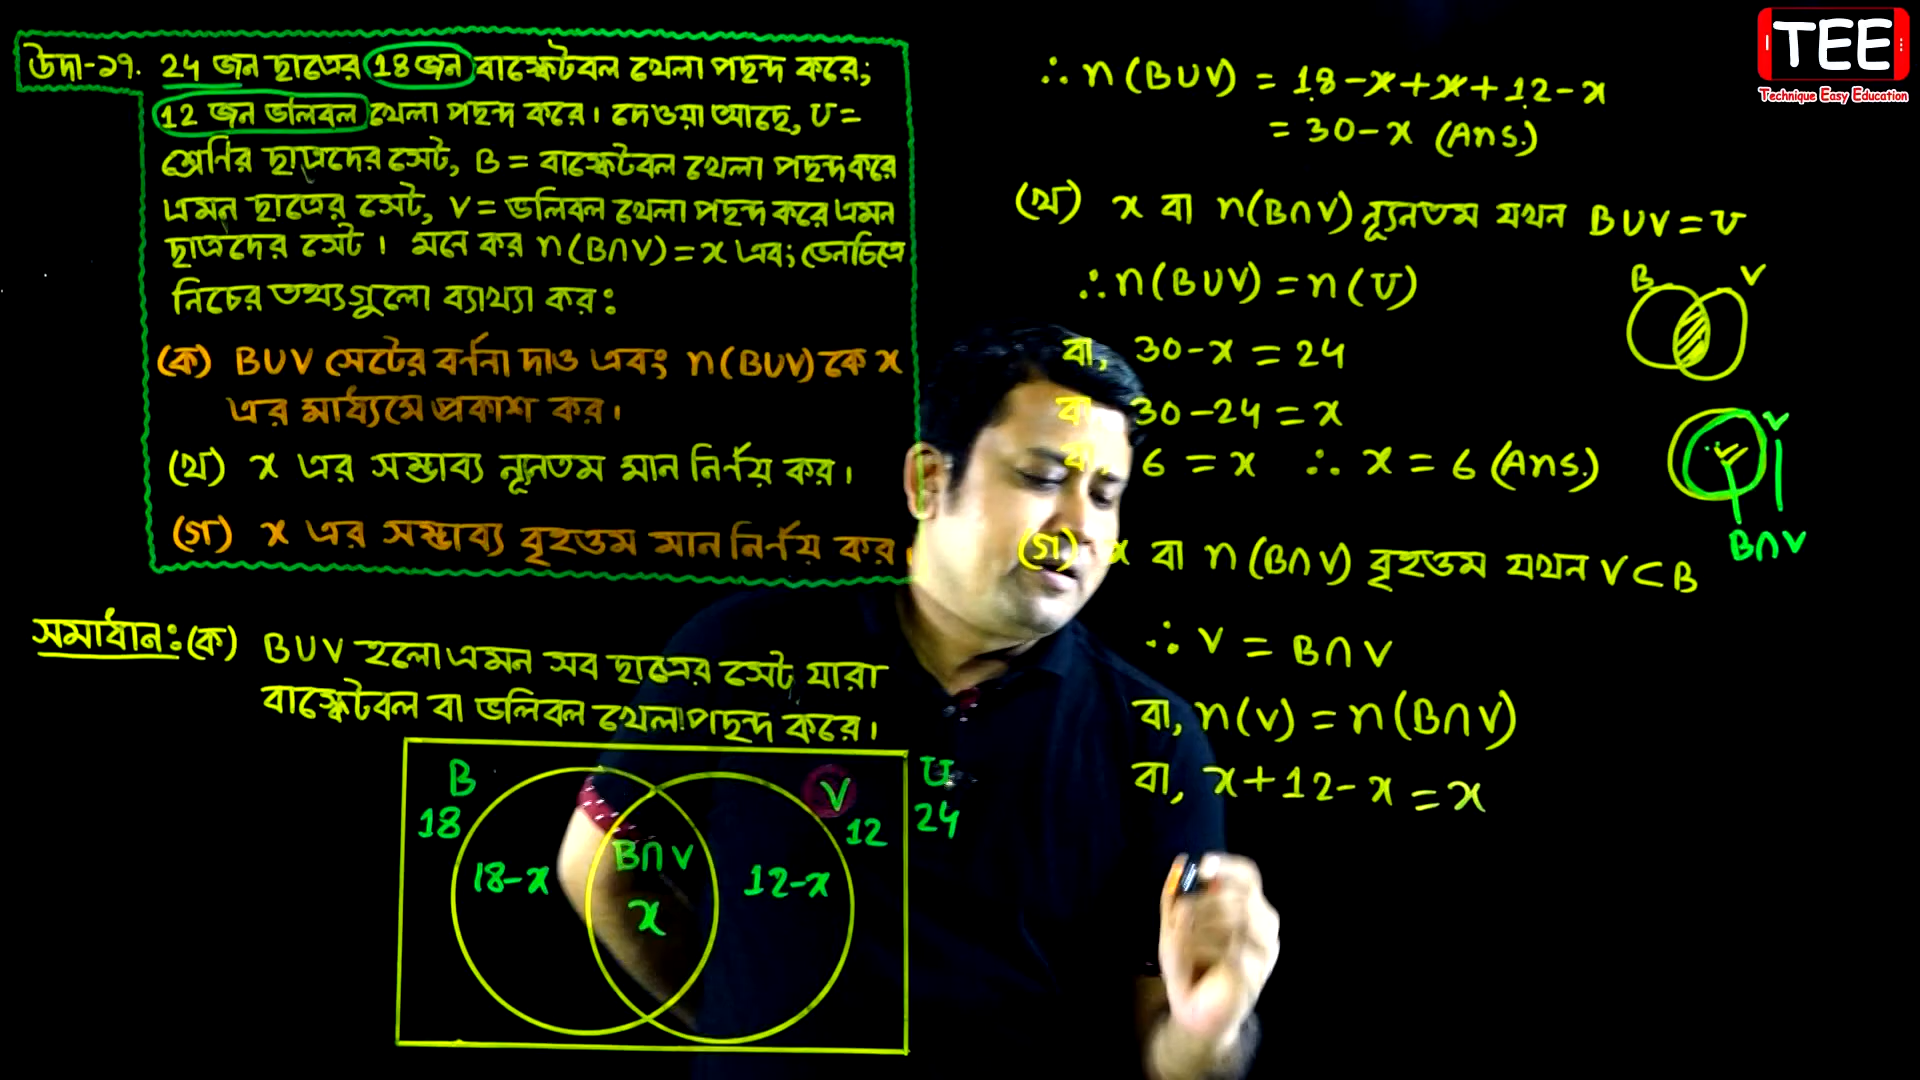 উদা-১৭. 24 জন ছাত্রের 18 জন বাস্কেটবল খেলা পছন্দ করে;
12 জন ভলিবল খেলা পছন্দ করে। দেওয়া আছে, U =
শ্রেণির ছাত্রদের সেট, B = বাস্কেটবল খেলা পছন্দ করে
এমন ছাত্রের সেট, V = ভলিবল খেলা পছন্দ করে এমন
ছাত্রদের সেট। মনে কর n(B∩V) = x এবং ভেনচিত্রে
নিচের তথ্যগুলো ব্যাখ্যা কর:
(ক) B∪V সেটের বর্ণনা দাও এবং n(B∪V) কে x
এর মাধ্যমে প্রকাশ কর।
(খ) x এর সম্ভাব্য নূন্যতম মান নির্ণয় কর।
(গ) x এর সম্ভাব্য বৃহত্তম মান নির্ণয় কর।
সমাধান: (ক) B∪V হলো এমন সব ছাত্রের সেট যারা
বাস্কেটবল বা ভলিবল খেলা পছন্দ করে।
B
18
V
12
U
24
18-x
B∩V
x
12-x
∴ n(B∪V) = 18-x+x+12-x
= 30-x (Ans.)
(খ) x বা n(B∩V) ন্যূনতম যখন B∪V = U
∴ n(B∪V) = n(U)
বা, 30-x = 24
বা 30-24 = x
বা, 6 = x ∴ x = 6 (Ans.)
B V
V
B∩V
(গ) x বা n(B∩V) বৃহত্তম যখন V⊂B
∴ V = B∩V
বা, n(V) = n(B∩V)
বা, x+12-x = x
TEE
Technique Easy Education